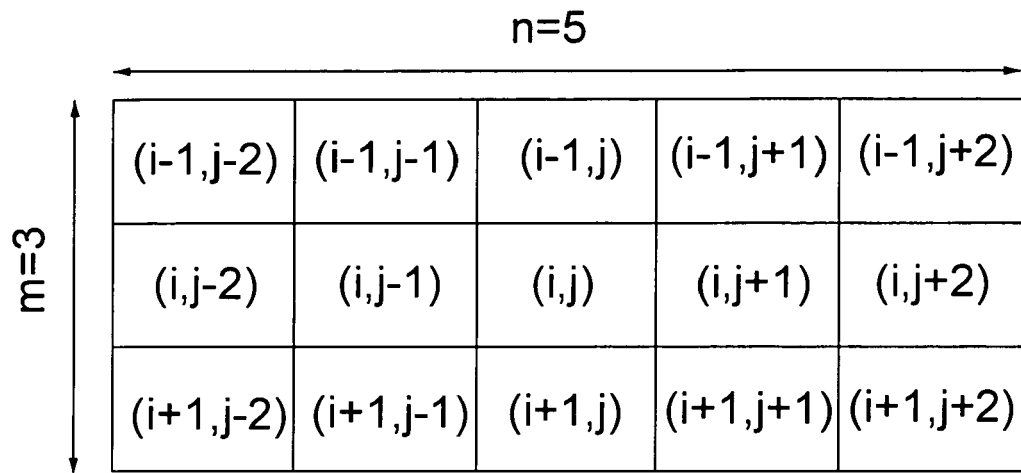 n=5
m=3
(i-1,j-2) (i-1,j-1) (i-1,j) (i-1,j+1) (i-1,j+2)
(i,j-2) (i,j-1) (i,j) (i,j+1) (i,j+2)
(i+1,j-2) (i+1,j-1) (i+1,j) (i+1,j+1) (i+1,j+2)